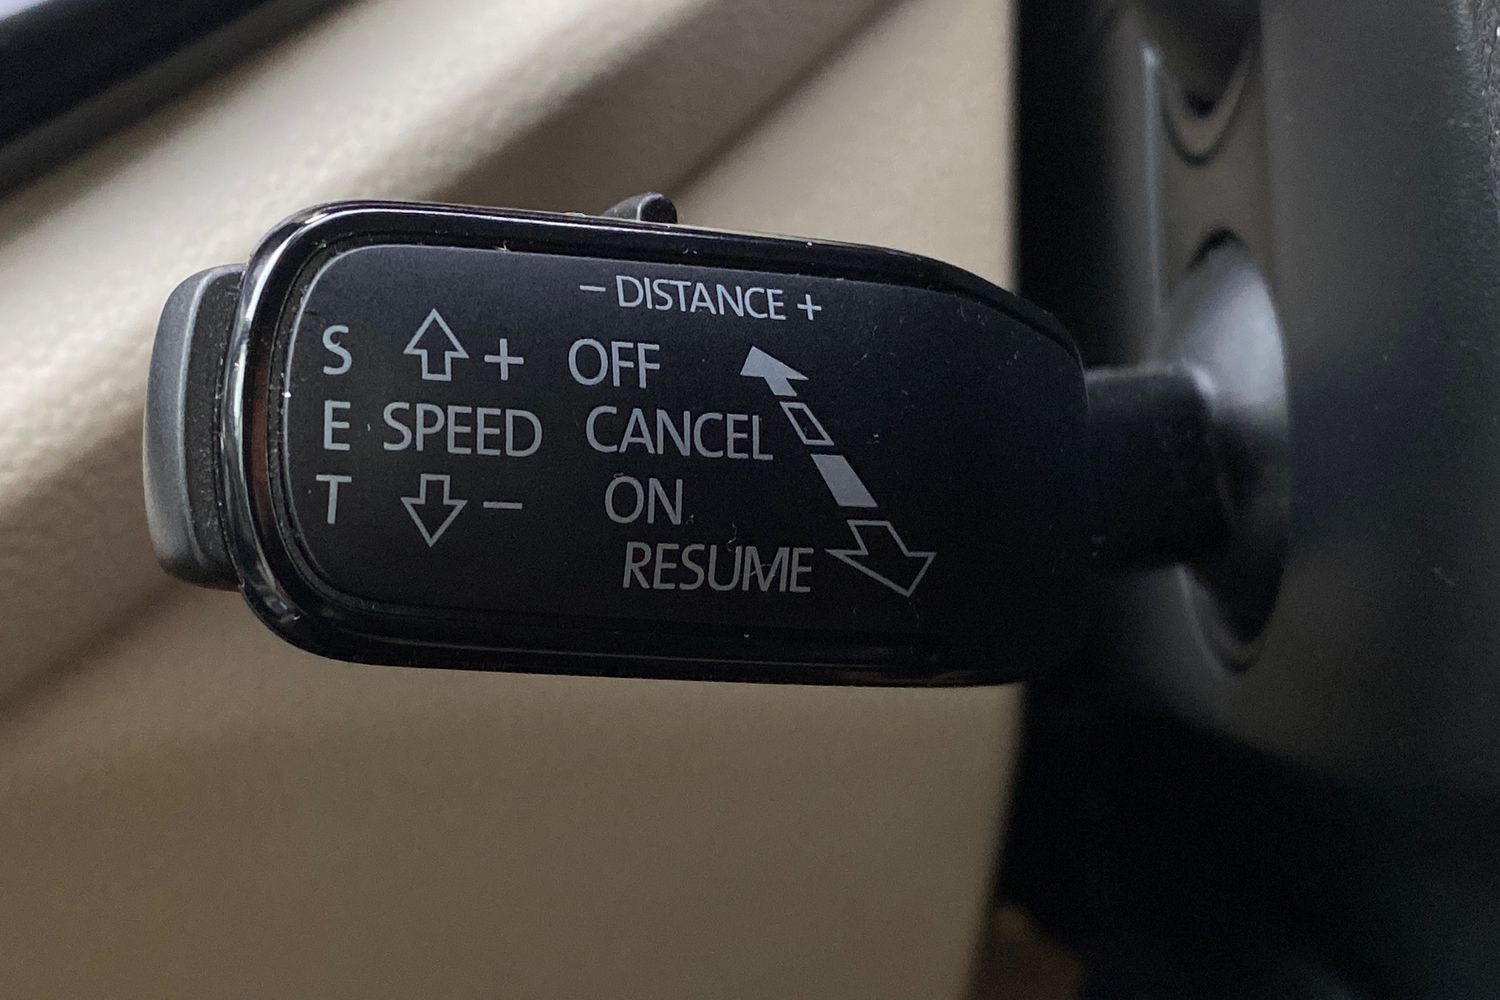 − DISTANCE +
S + OFF
E SPEED CANCEL
T − ON
RESUME